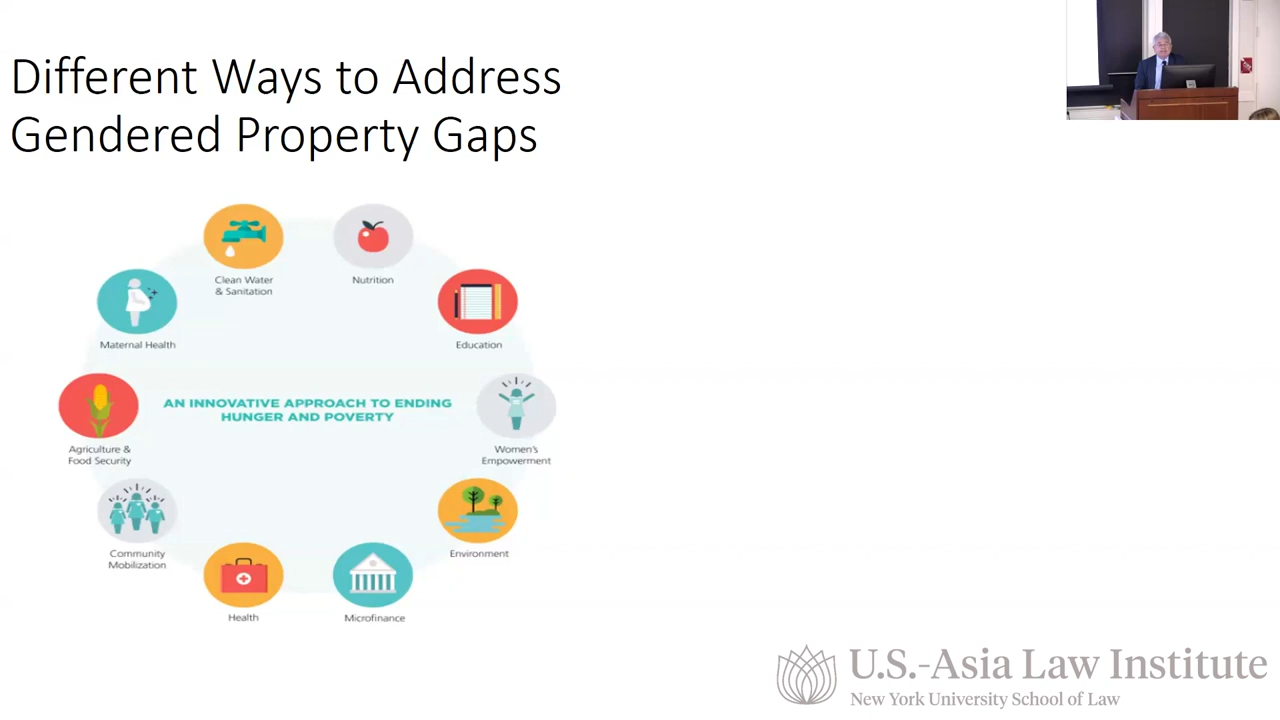 Different Ways to Address
Gendered Property Gaps
Clean Water
& Sanitation
Nutrition
Maternal Health
Education
AN INNOVATIVE APPROACH TO ENDING
HUNGER AND POVERTY
Agriculture &
Food Security
Women's
Empowerment
Community
Mobilization
Environment
Health
Microfinance
U.S.-Asia Law Institute
New York University School of Law